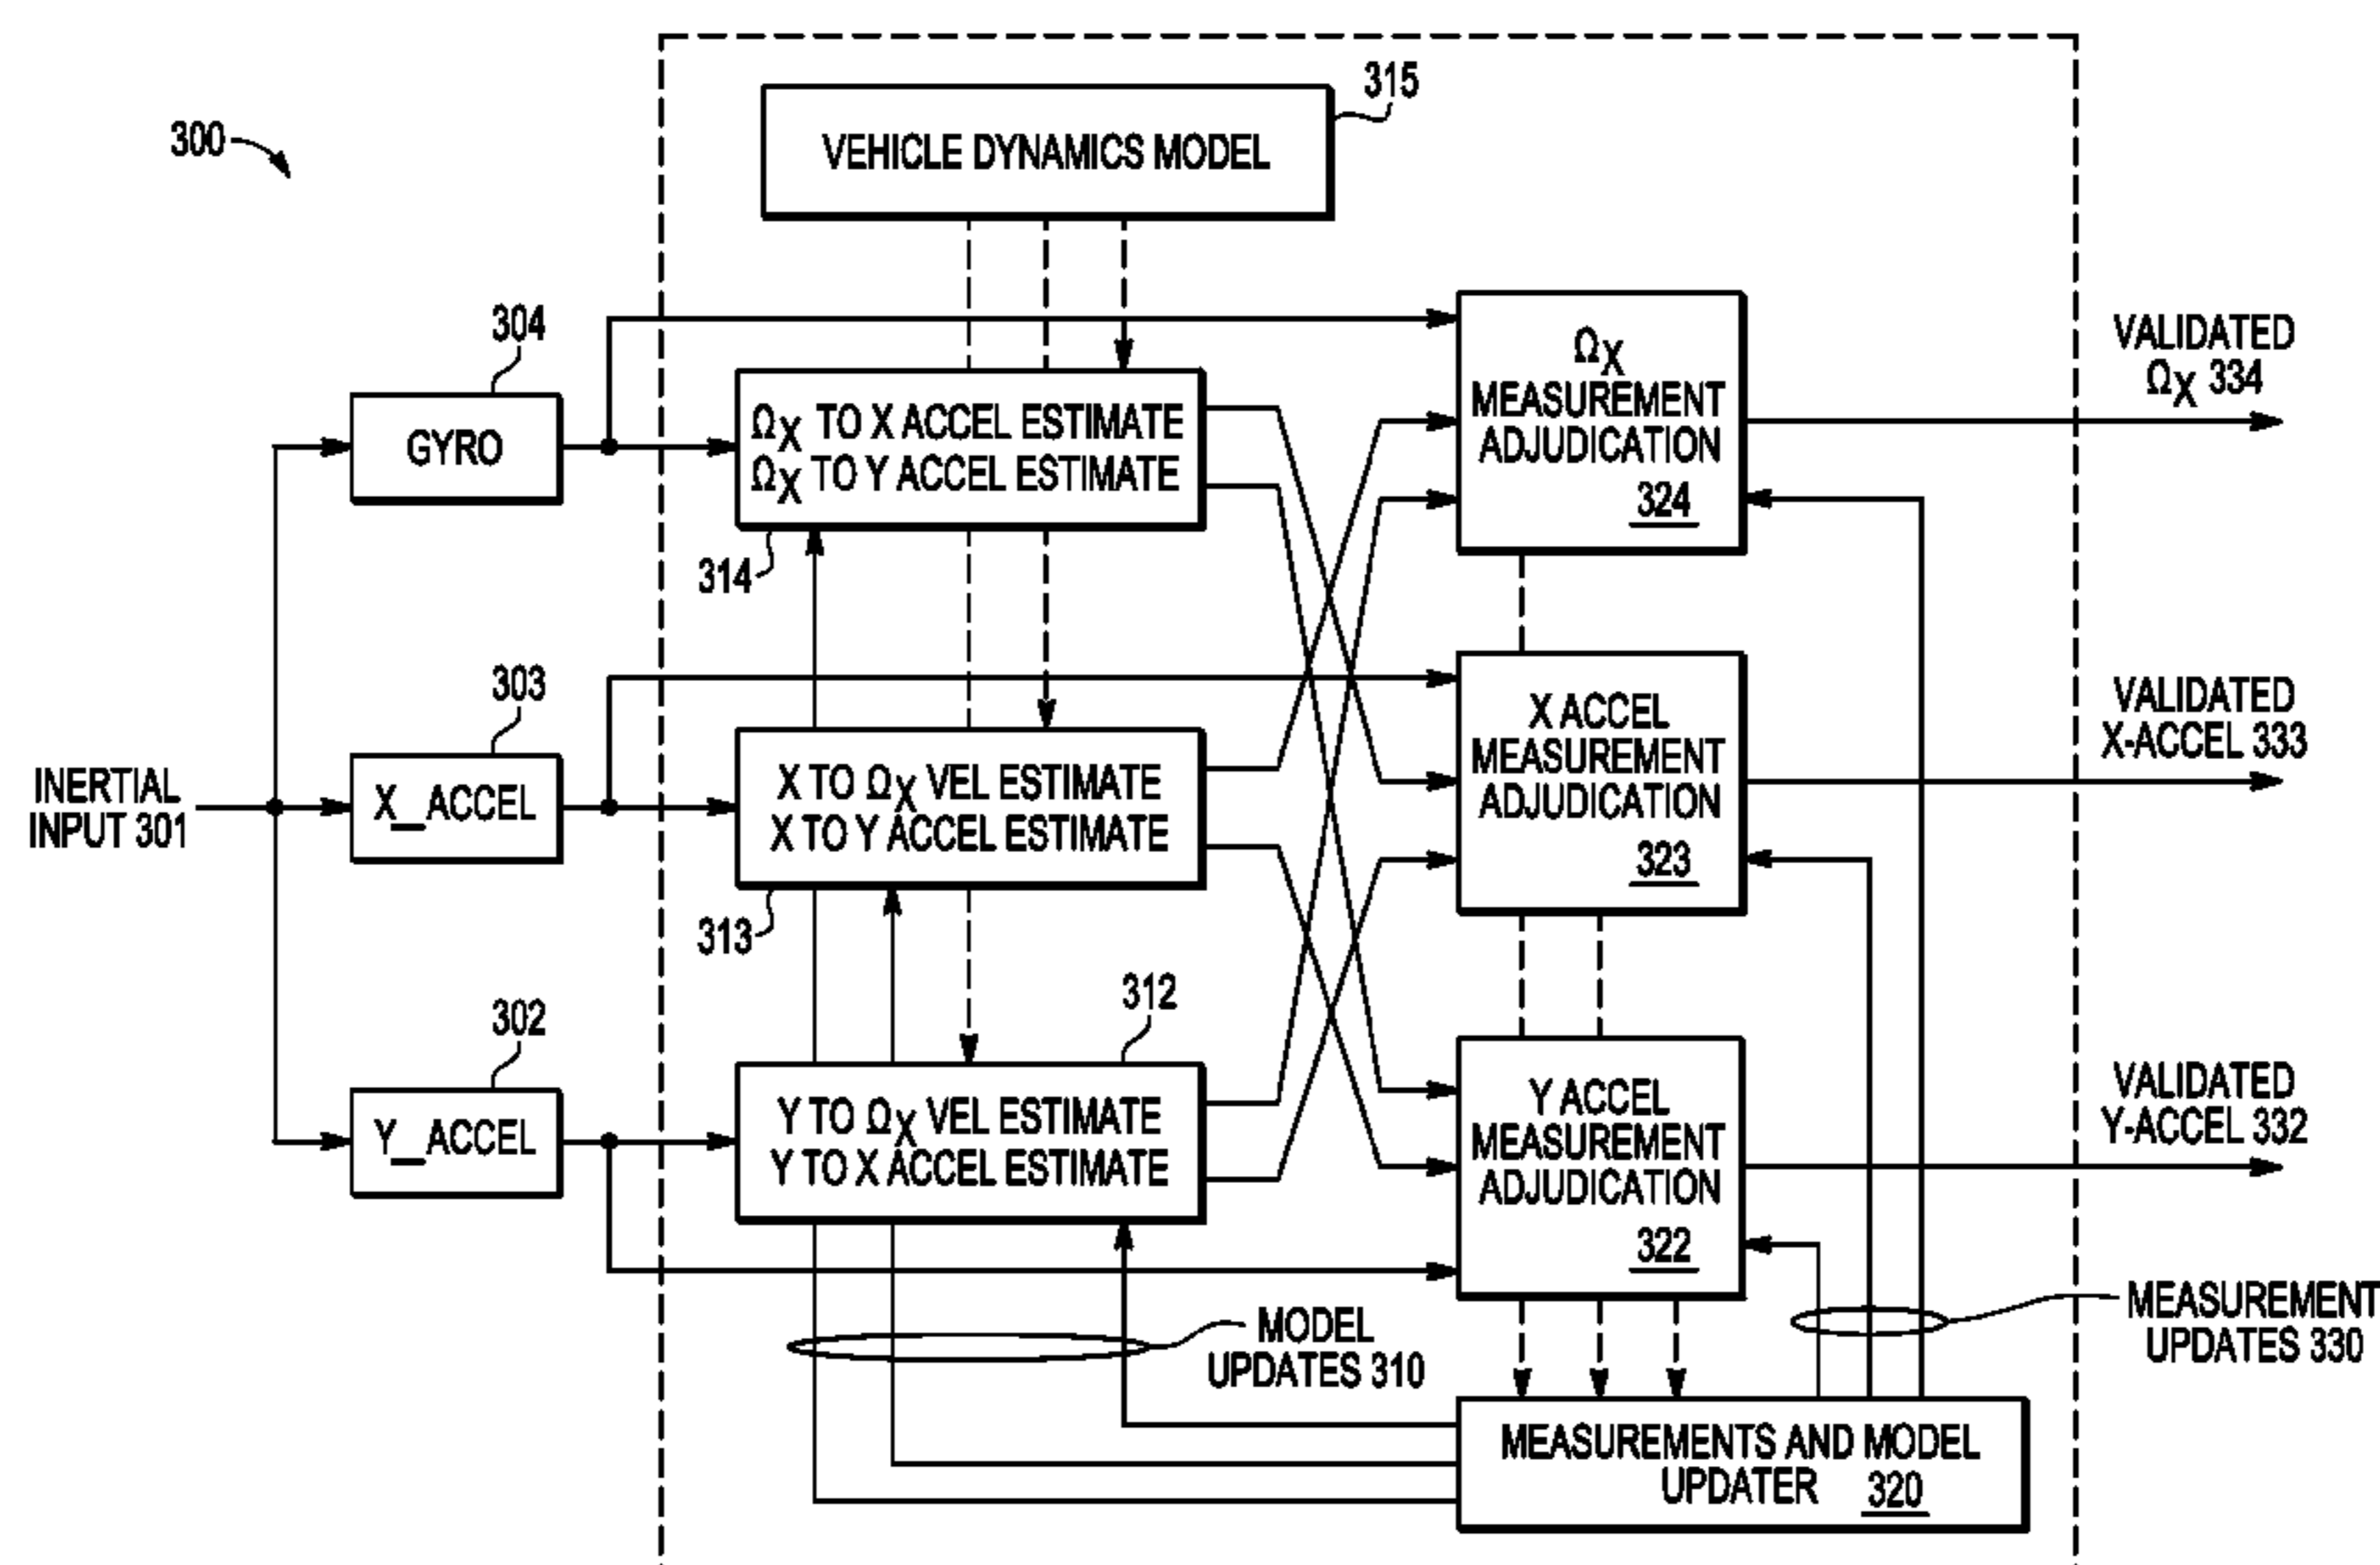 300
315
VEHICLE DYNAMICS MODEL
304
GYRO
ΩX TO X ACCEL ESTIMATE
ΩX TO Y ACCEL ESTIMATE
314
ΩX
MEASUREMENT
ADJUDICATION
324
VALIDATED
ΩX 334
303
INERTIAL
INPUT 301
X_ACCEL
X TO ΩX VEL ESTIMATE
X TO Y ACCEL ESTIMATE
313
X ACCEL
MEASUREMENT
ADJUDICATION
323
VALIDATED
X-ACCEL 333
302
Y_ACCEL
312
Y TO ΩX VEL ESTIMATE
Y TO X ACCEL ESTIMATE
Y ACCEL
MEASUREMENT
ADJUDICATION
322
VALIDATED
Y-ACCEL 332
MODEL
UPDATES 310
MEASUREMENT
UPDATES 330
MEASUREMENTS AND MODEL
UPDATER 320